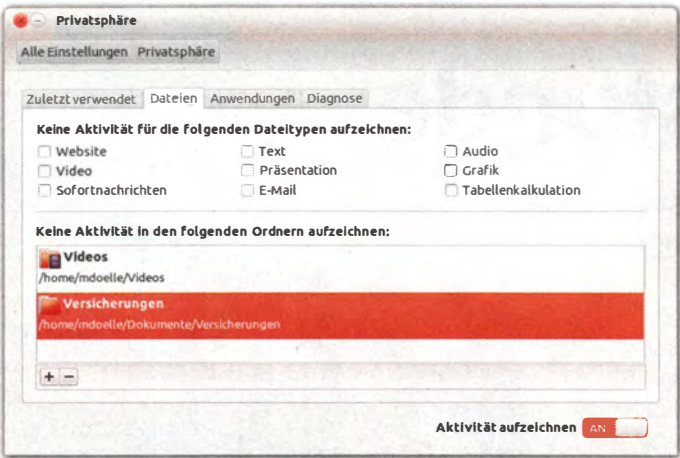 Privatsphäre
Alle Einstellungen Privatsphäre
Zuletzt verwendet Dateien Anwendungen Diagnose
Keine Aktivität für die folgenden Dateitypen aufzeichnen:
Website Text Audio
Video Präsentation Grafik
Sofortnachrichten E-Mail Tabellenkalkulation
Keine Aktivität in den folgenden Ordnern aufzeichnen:
Videos
/home/mdoelle/Videos
Versicherungen
/home/mdoelle/Dokumente/Versicherungen
Aktivität aufzeichnen AN